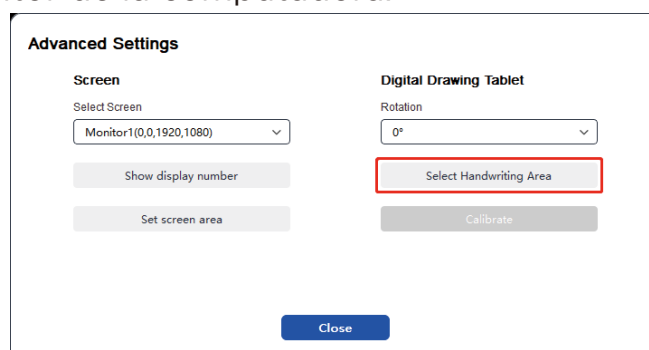 Advanced Settings
Screen
Select Screen
Monitor1(0,0,1920,1080)
Show display number
Set screen area
Digital Drawing Tablet
Rotation
0°
Select Handwriting Area
Calibrate
Close